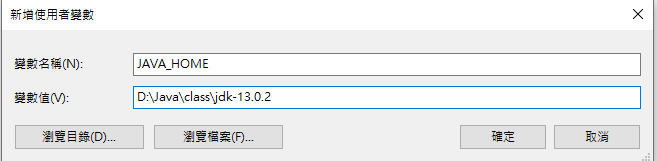 新增使用者變數
變數名稱(N):
JAVA_HOME
變數值(V):
D:\Java\class\jdk-13.0.2
瀏覽目錄(D)...
瀏覽檔案(F)...
確定
取消